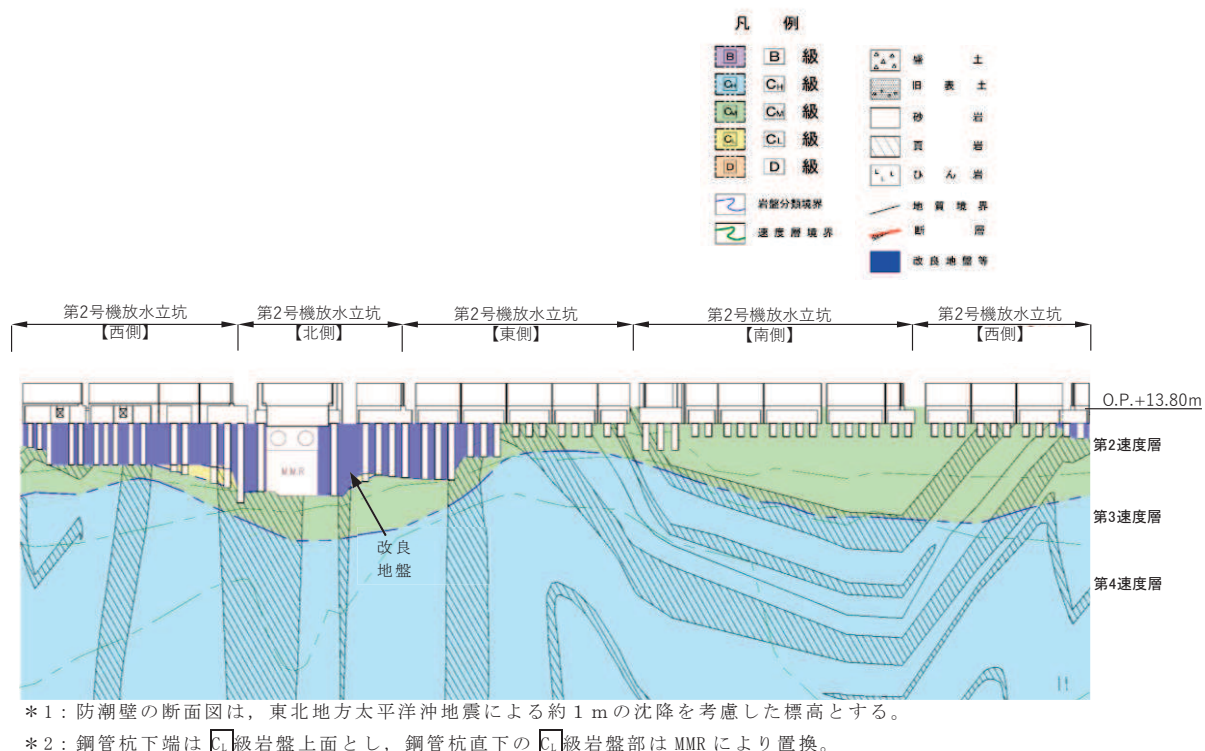 凡 例
B B 級
CH CH 級
CM CM 級
CL CL 級
D D 級
岩盤分類境界
速度層境界
盛 土
旧 表 土
砂 岩
頁 岩
ひ ん 岩
地 質 境 界
断 層
改 良 地 盤 等
第2号機放水立坑
【西側】
第2号機放水立坑
【北側】
第2号機放水立坑
【東側】
第2号機放水立坑
【南側】
第2号機放水立坑
【西側】
O.P.+13.80m
第2速度層
第3速度層
第4速度層
MMR
改良
地盤
*1:防潮壁の断面図は,東北地方太平洋沖地震による約1mの沈降を考慮した標高とする。
*2:鋼管杭下端はCL級岩盤上面とし,鋼管杭直下のCL級岩盤部はMMRにより置換。